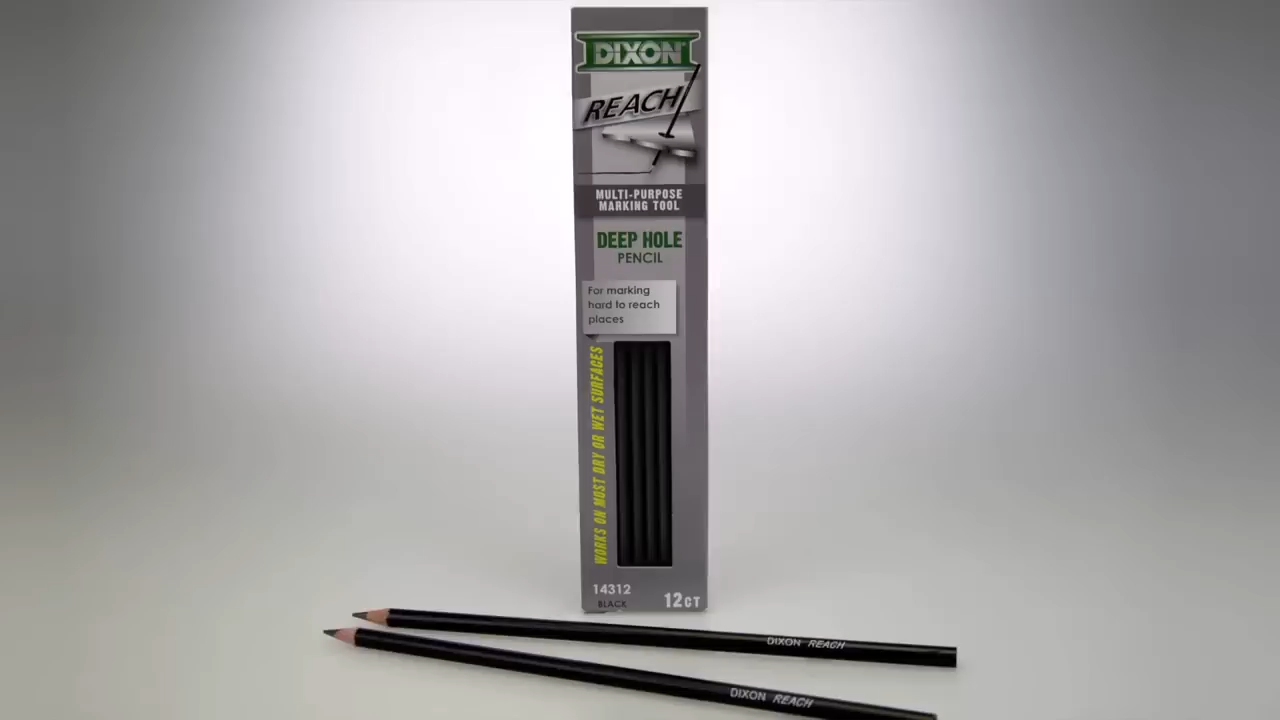 DIXON
REACH
MULTI-PURPOSE
MARKING TOOL
DEEP HOLE
PENCIL
For marking
hard to reach
places
WORKS ON MOST DRY OR WET SURFACES
14312
BLACK
12CT
DIXON REACH
DIXON REACH